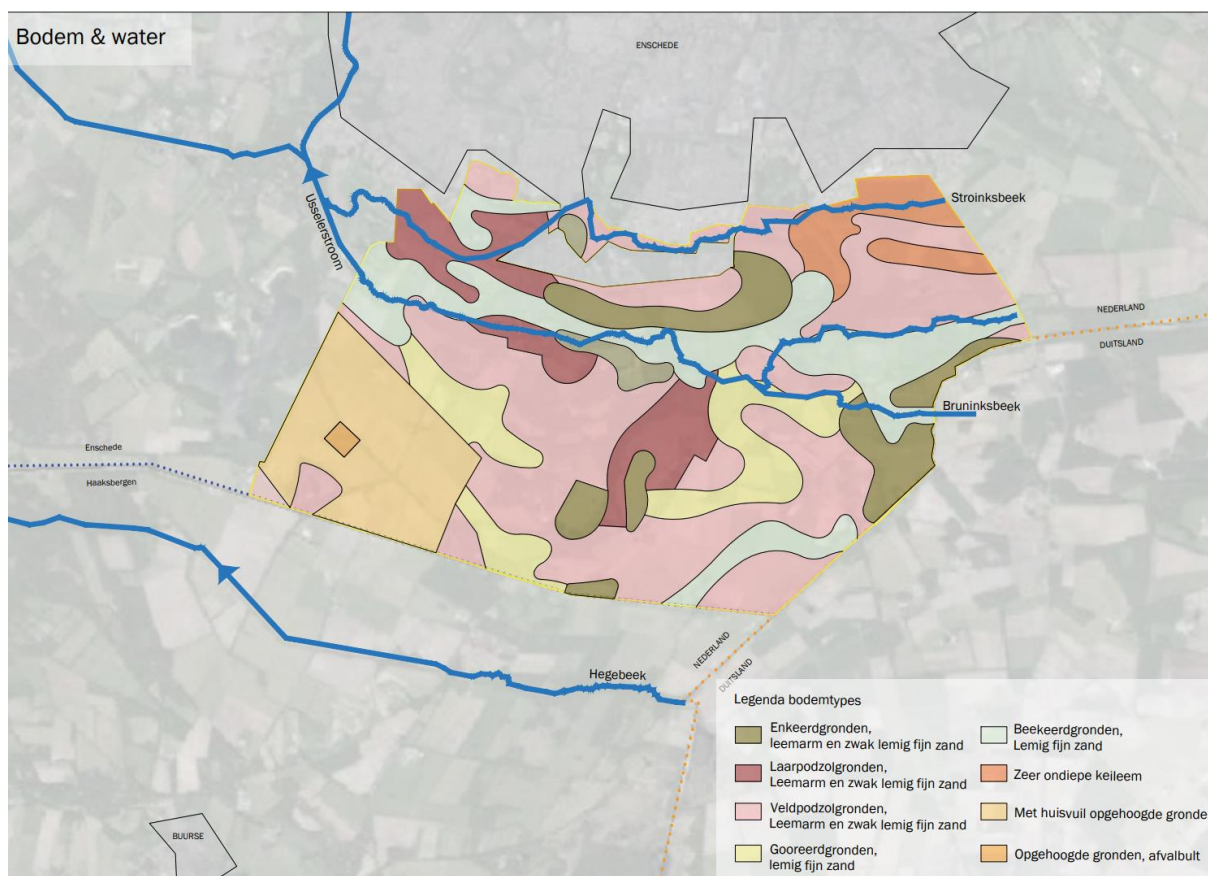 Bodem & water
ENSCHEDE
Stroinksbeek
Usselerstroom
NEDERLAND
DUITSLAND
Bruninksbeek
Enschede
Haaksbergen
NEDERLAND
DUITSLAND
Hegebeek
BUURSE
Legenda bodemtypes
Enkeerdgronden,
leemarm en zwak lemig fijn zand
Laarpodzolgronden,
Leemarm en zwak lemig fijn zand
Veldpodzolgronden,
Leemarm en zwak lemig fijn zand
Gooreerdgronden,
lemig fijn zand
Beekeerdgronden,
Lemig fijn zand
Zeer ondiepe keileem
Met huisvuil opgehoogde gronde
Opgehoogde gronden, afvalbult